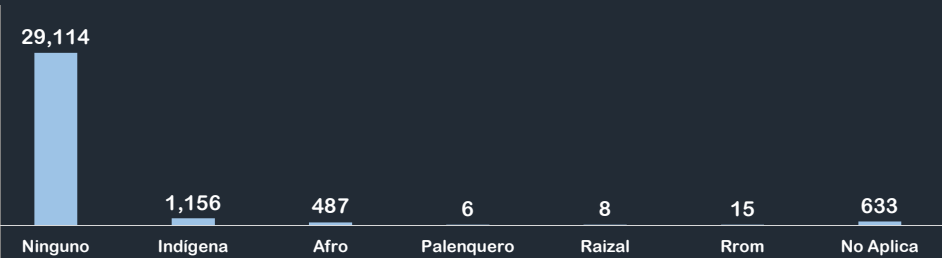 29,114
1,156
487
6
8
15
633
Ninguno
Indígena
Afro
Palenquero
Raizal
Rrom
No Aplica